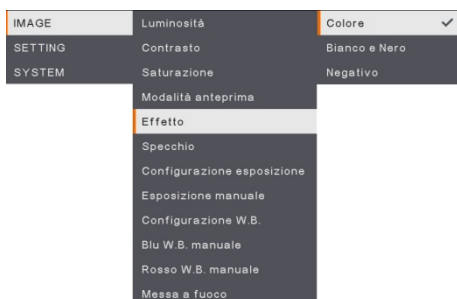 IMAGE
SETTING
SYSTEM
Luminosità
Contrasto
Saturazione
Modalità anteprima
Effetto
Specchio
Configurazione esposizione
Esposizione manuale
Configurazione W.B.
Blu W.B. manuale
Rosso W.B. manuale
Messa a fuoco
Colore
Bianco e Nero
Negativo